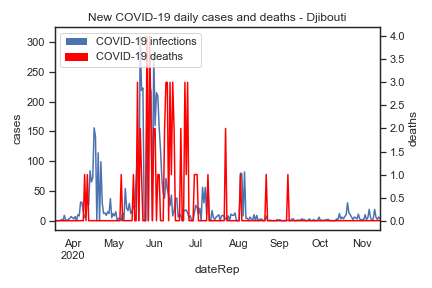 New COVID-19 daily cases and deaths - Djibouti
COVID-19 infections
COVID-19 deaths
cases
300
250
200
150
100
50
0
deaths
4.0
3.5
3.0
2.5
2.0
1.5
1.0
0.5
0.0
Apr May Jun Jul Aug Sep Oct Nov
2020
dateRep